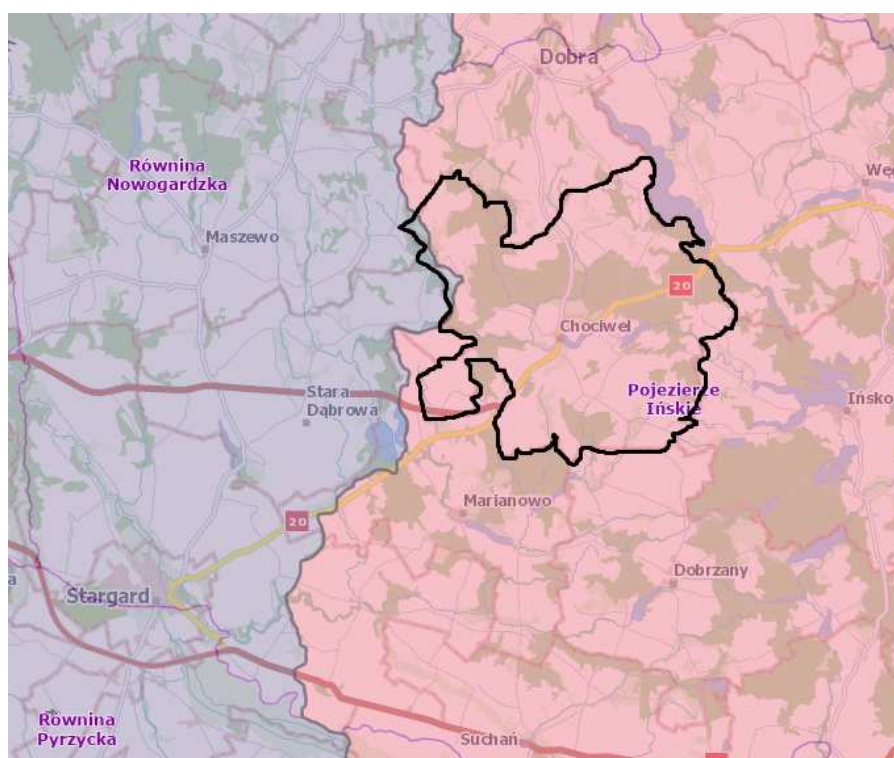 Dobra
Równina
Nowogardzka
Węg
Maszewo
20
Chociwel
Stara
Dąbrowa
Pojezierze
Ińskie
Ińsko
Marianowo
20
Dobrzany
a
Stargard
Równina
Pyrzycka
Suchań